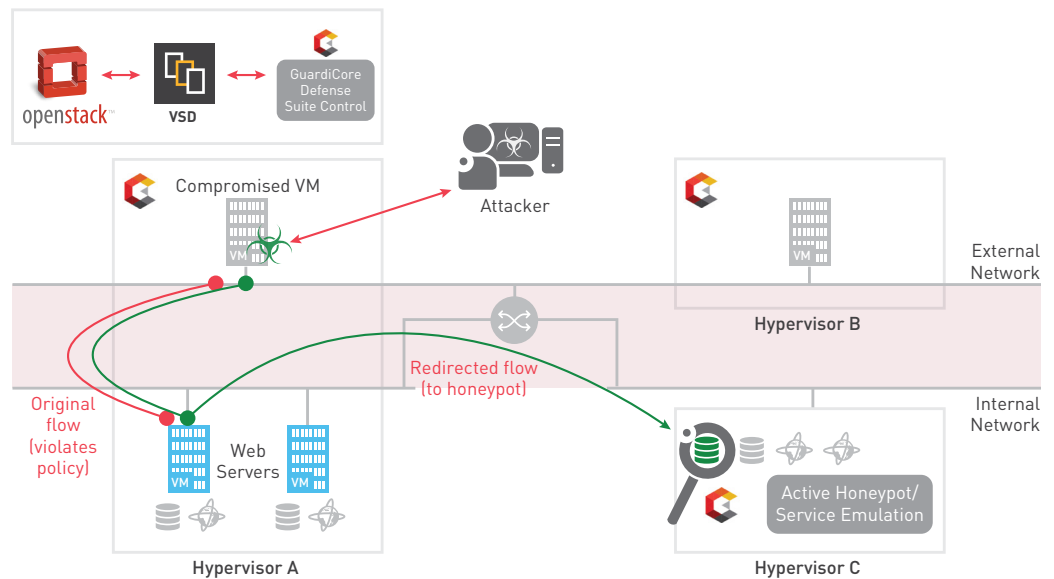 openstack™
VSD
GuardiCore
Defense
Suite Control
Compromised VM
VM
Attacker
VM
External
Network
Hypervisor B
Redirected flow
(to honeypot)
Original
flow
(violates
policy)
Internal
Network
VM
Web
Servers
VM
Active Honeypot/
Service Emulation
Hypervisor A
Hypervisor C